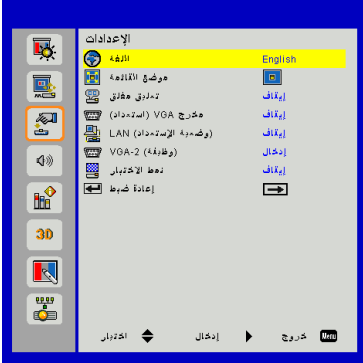 الإعدادات
اللغة English
موضع القائمة
تعليق مغلق إيقاف
مخرج VGA (استعداد) إيقاف
LAN (وضعية الإستعداد) إيقاف
VGA-2 (وظيفة) إدخال
نمط الاختبار إيقاف
إعادة ضبط
3D
اختيار إدخال خروج Menu